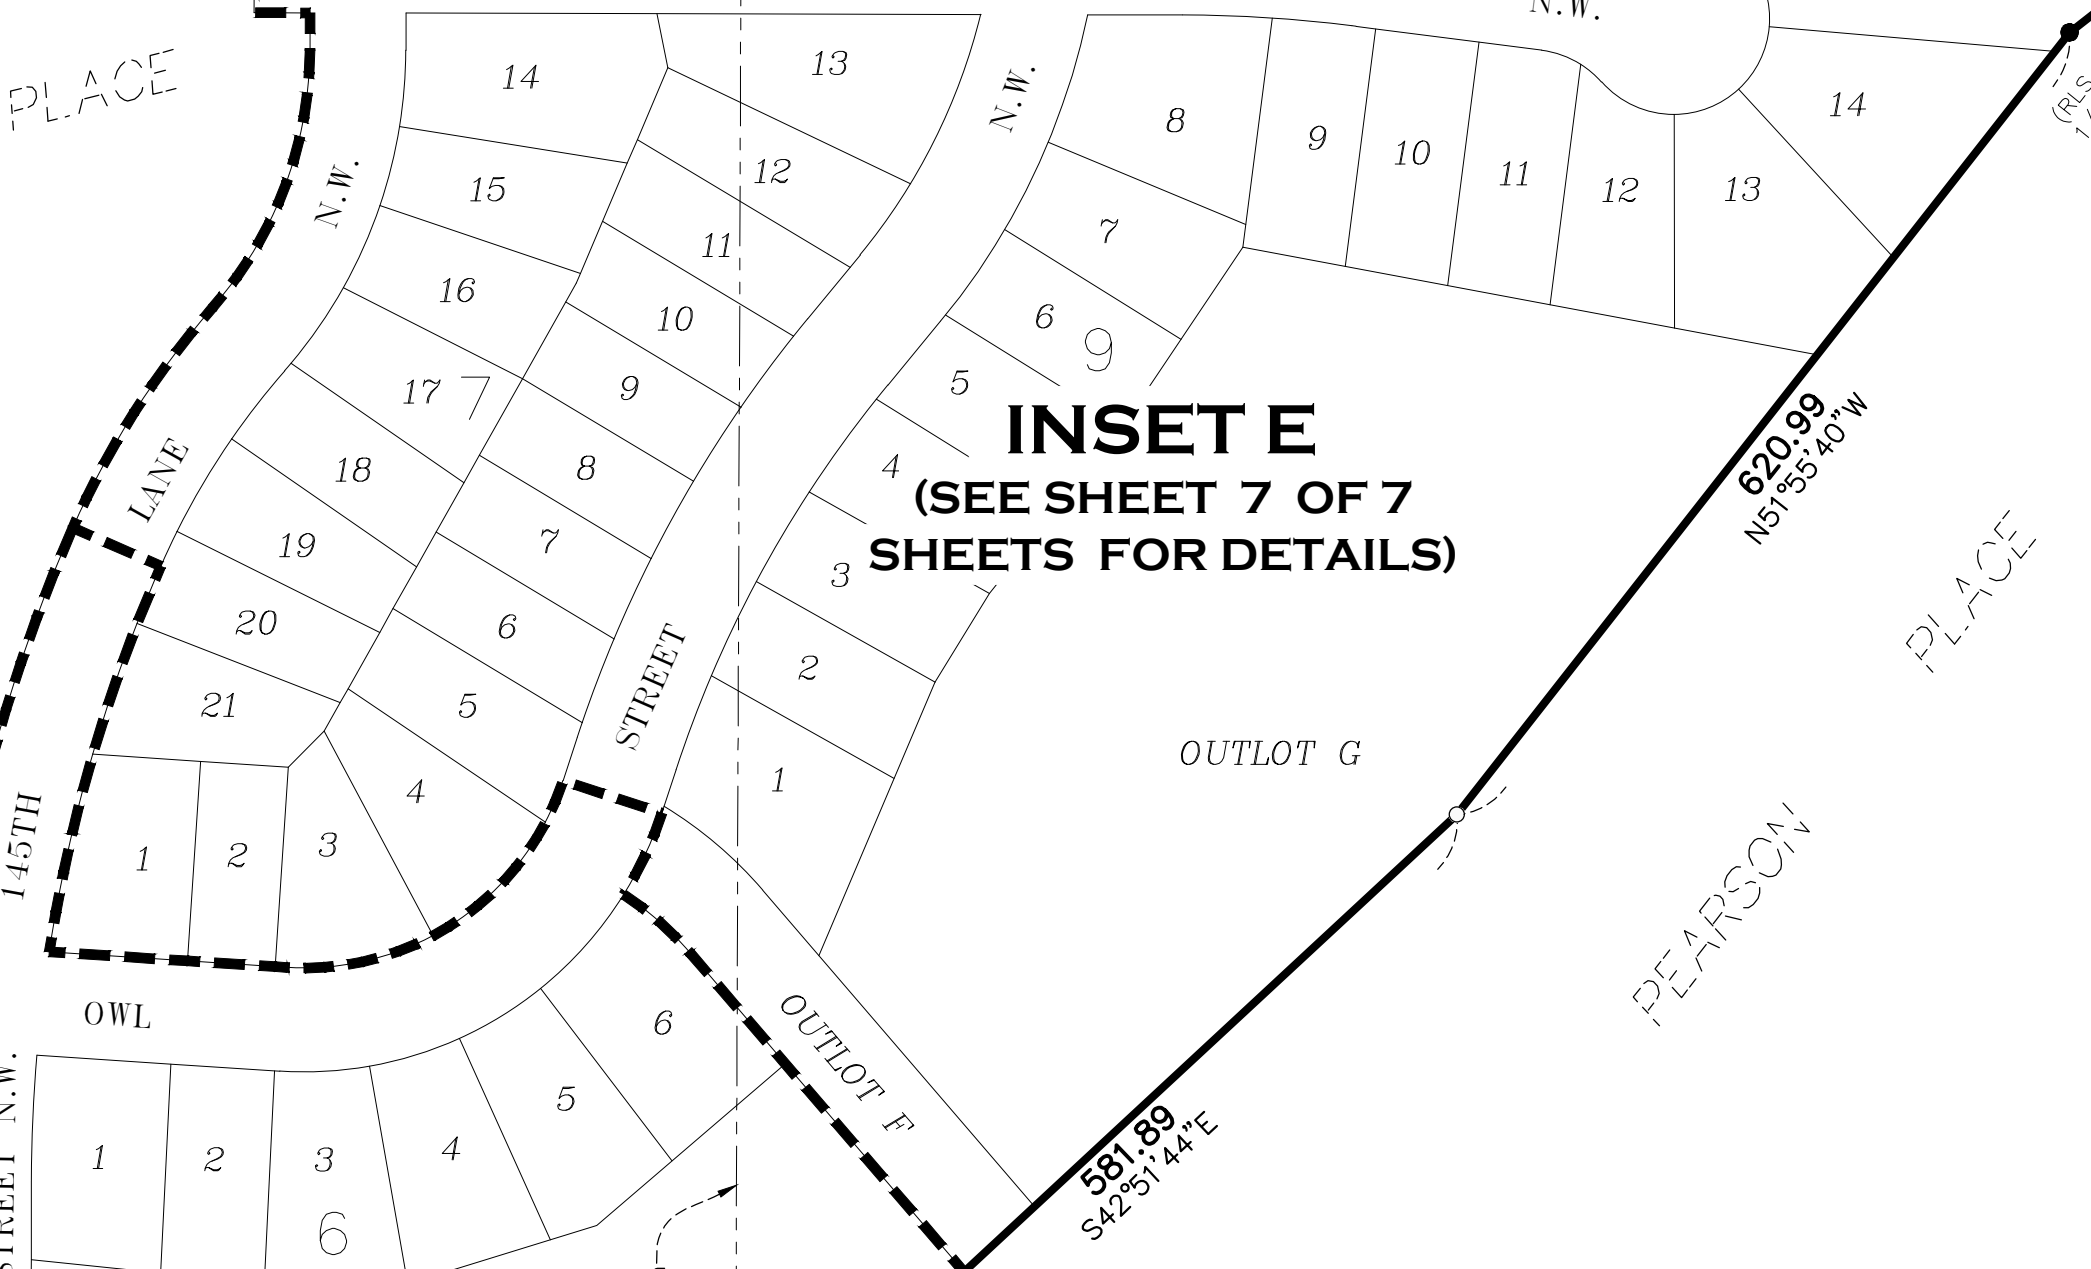 N.W.
PLACE
14
13
N.W.
8
9
10
11
12
13
14
(RLS
N.W.
15
12
7
16
11
6
9
10
5
17
7
9
4
18
8
INSET E
(SEE SHEET 7 OF 7
SHEETS FOR DETAILS)
620.99
N51°55'40"W
LANE
19
7
3
20
6
2
PLACE
21
5
STREET
1
OUTLOT G
145TH
1
2
3
4
PEARSON
OWL
6
OUTLOT F
STREET N.W.
1
2
3
4
5
6
581.89
S42°51'44"E